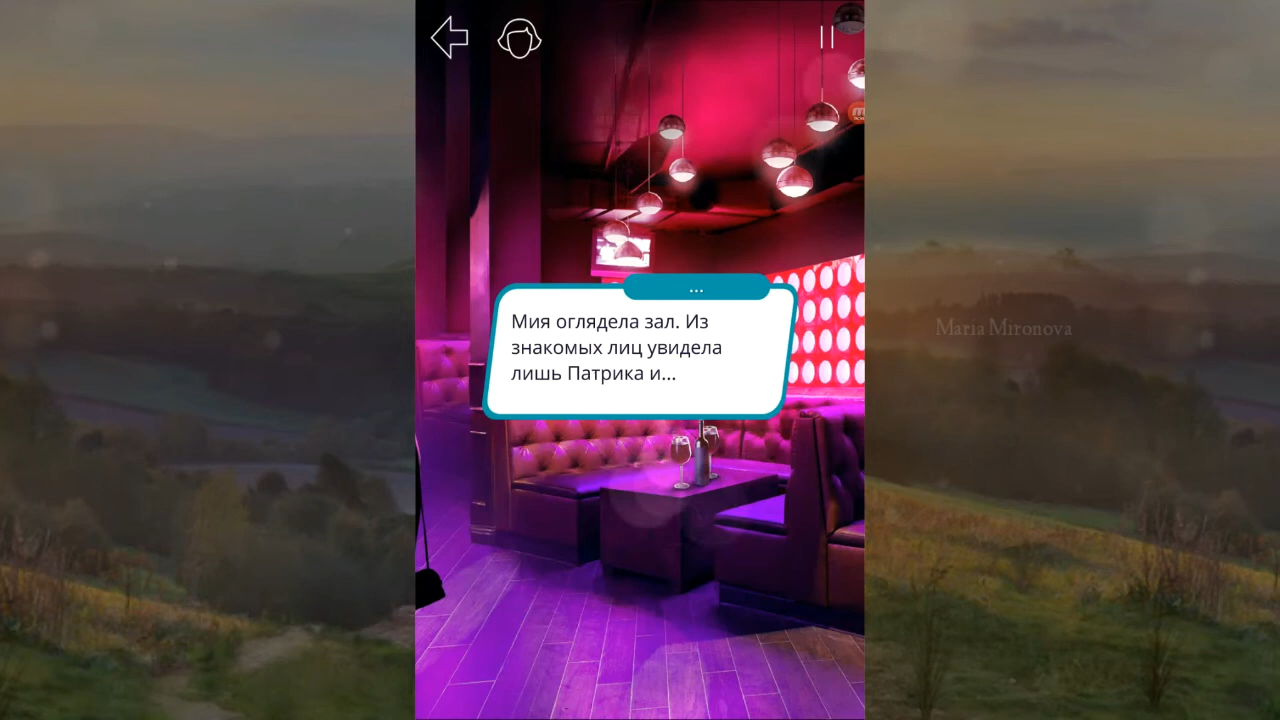 ...
Мия оглядела зал. Из
знакомых лиц увидела
лишь Патрика и...
Maria Mironova